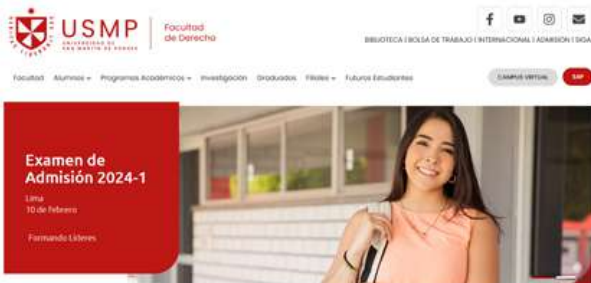 USMP
UNIVERSIDAD DE
SAN MARTIN DE PORRES
Facultad
de Derecho
BIBLIOTECA | BOLSA DE TRABAJO | INTERNACIONAL | ADMISIÓN | SIGA
Facultad Alumnos Programas Académicos Investigación Graduados Filiales Futuros Estudiantes
CAMPUS VIRTUAL
SAP
Examen de
Admisión 2024-1
Lima
10 de febrero
Formando Líderes